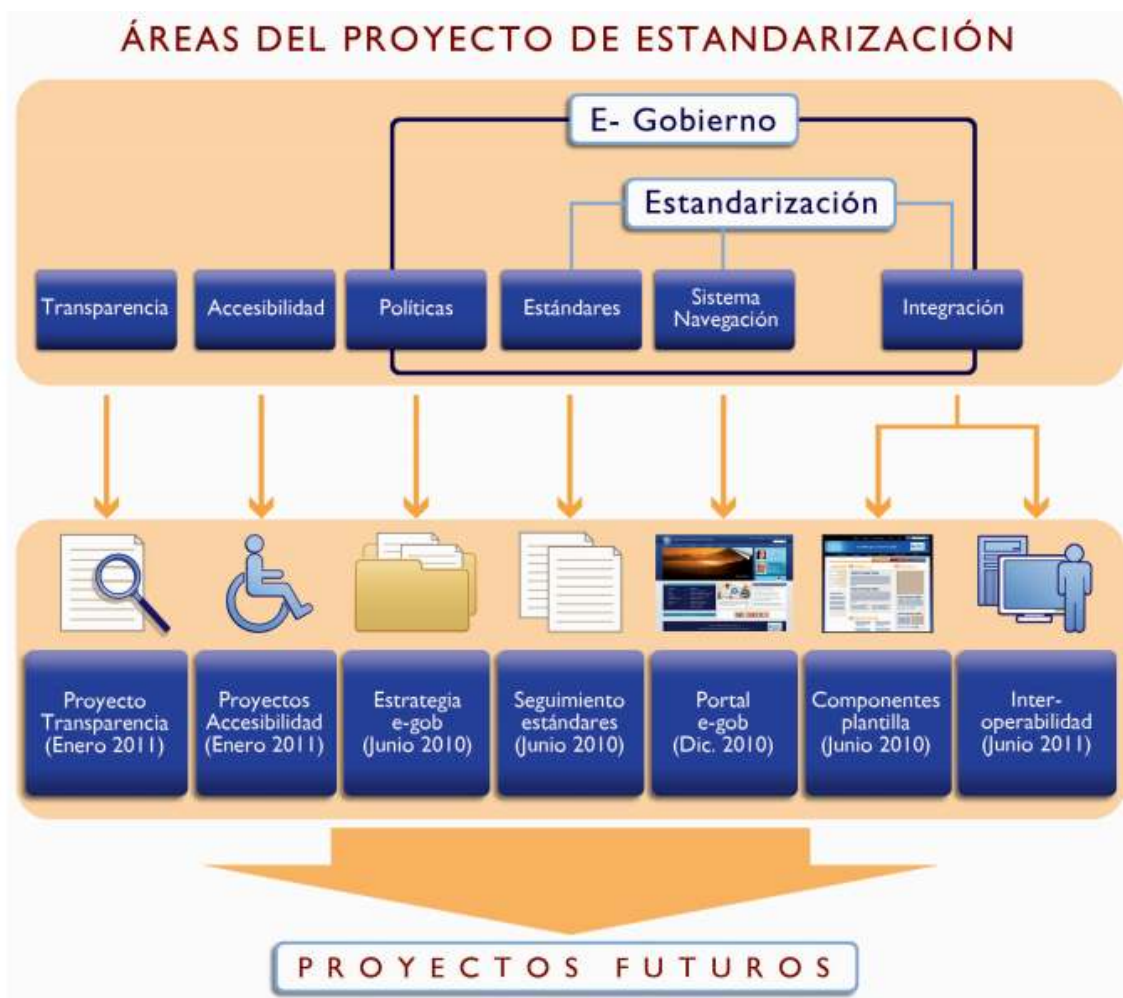 ÁREAS DEL PROYECTO DE ESTANDARIZACIÓN
E- Gobierno
Estandarización
Transparencia
Accesibilidad
Políticas
Estándares
Sistema
Navegación
Integración
Proyecto
Transparencia
(Enero 2011)
Proyectos
Accesibilidad
(Enero 2011)
Estrategia
e-gob
(Junio 2010)
Seguimiento
estándares
(Junio 2010)
Portal
e-gob
(Dic. 2010)
Componentes
plantilla
(Junio 2010)
Inter-
operabilidad
(Junio 2011)
PROYECTOS FUTUROS